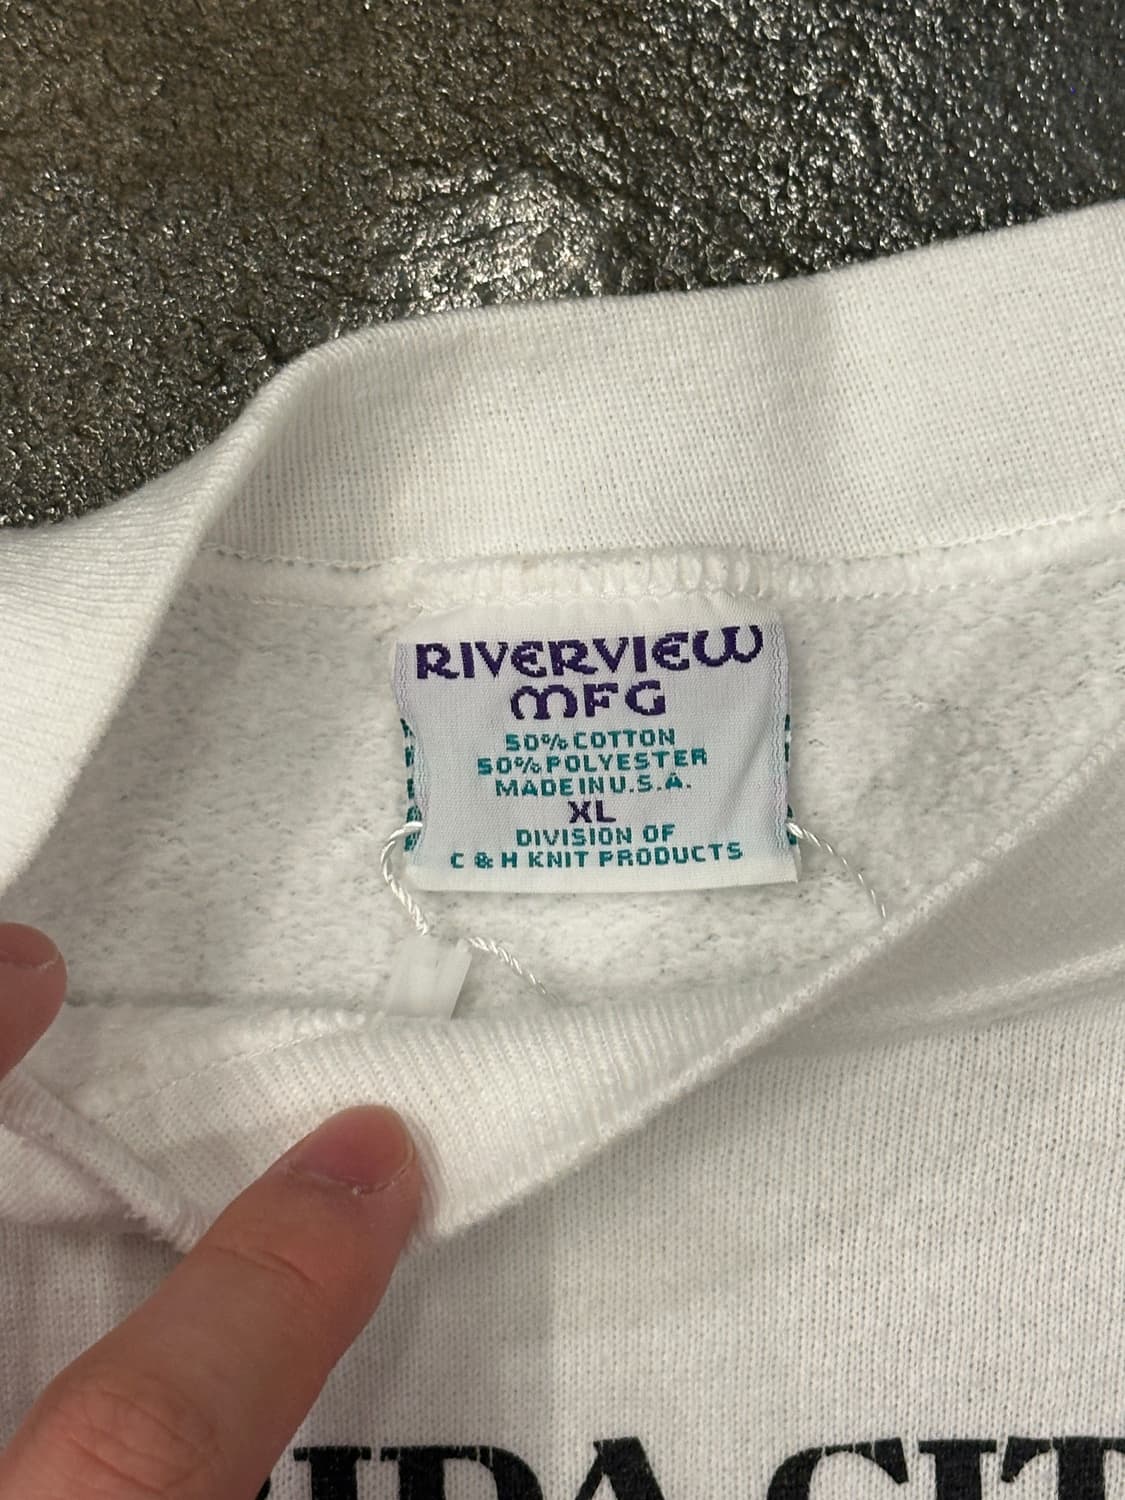 RIVERVIEW
MFG
50% COTTON
50% POLYESTER
MADE IN U.S.A.
XL
DIVISION OF
C & H KNIT PRODUCTS